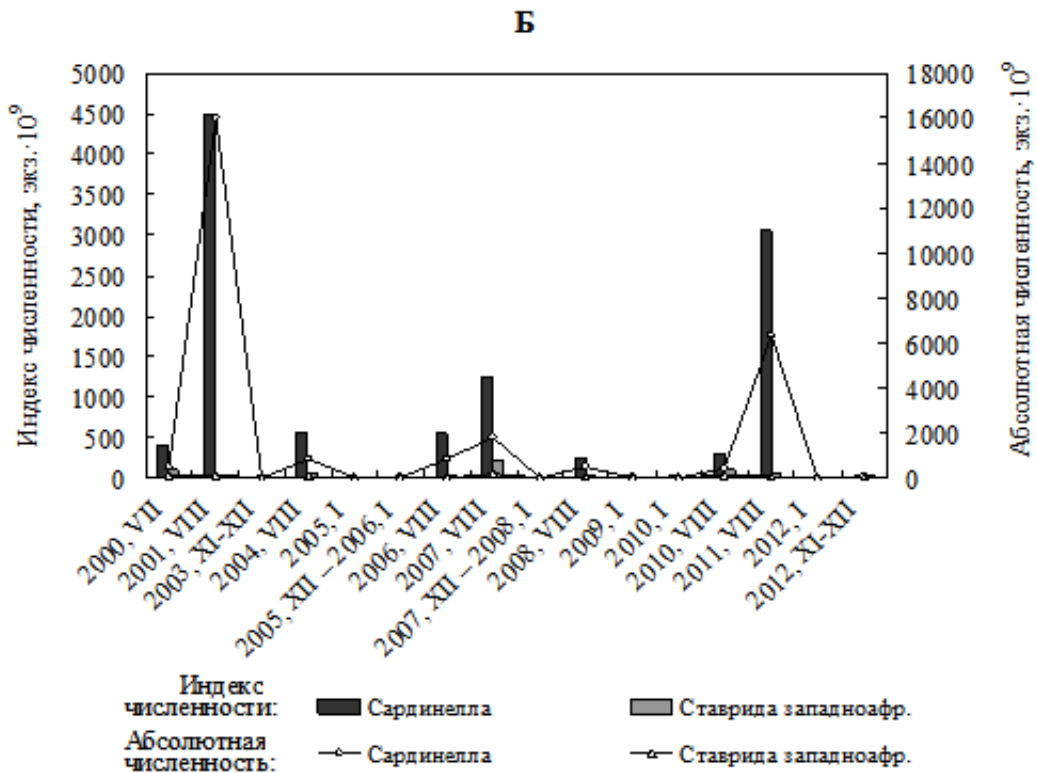 Б
Индекс численности, экз.·10⁹
5000
4500
4000
3500
3000
2500
2000
1500
1000
500
0
18000
16000
14000
12000
10000
8000
6000
4000
2000
0
Абсолютная численность, экз.·10⁹
2000, VII
2001, VIII
2003, XI-XII
2004, VIII
2005,I
2005, XII – 2006,I
2006, VIII
2007, VIII
2007, XII – 2008,I
2008, VIII
2009,I
2010,I
2010, VIII
2011, VIII
2012,I
2012, XI-XII
Индекс
численности:
Сардинелла
Ставрида западноафр.
Абсолютная
численность:
Сардинелла
Ставрида западноафр.